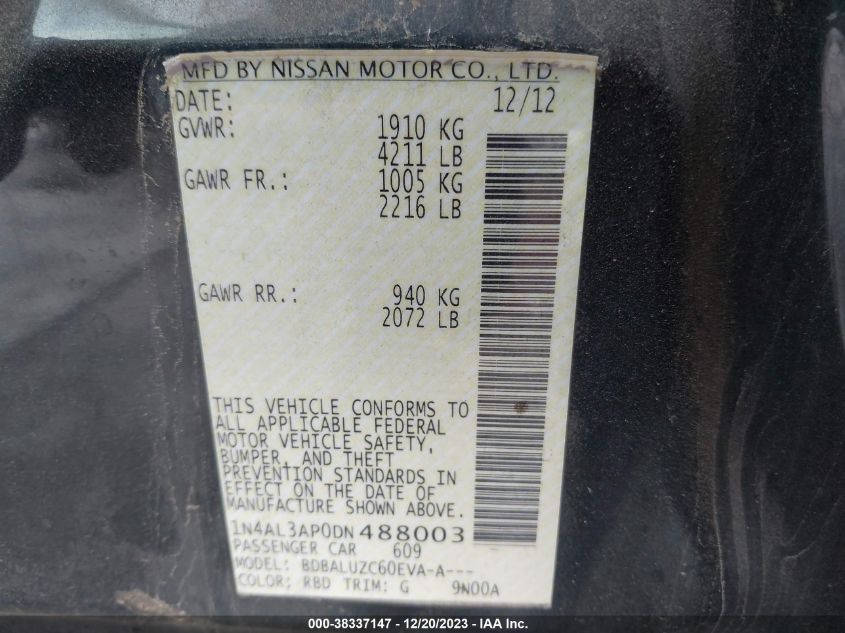 MFD BY NISSAN MOTOR CO., LTD.
DATE: 12/12
GVWR: 1910 KG
4211 LB
GAWR FR.: 1005 KG
2216 LB
GAWR RR.: 940 KG
2072 LB
THIS VEHICLE CONFORMS TO
ALL APPLICABLE FEDERAL
MOTOR VEHICLE SAFETY,
BUMPER, AND THEFT
PREVENTION STANDARDS IN
EFFECT ON THE DATE OF
MANUFACTURE SHOWN ABOVE.
1N4AL3AP0DN488003
PASSENGER CAR 609
MODEL: BDBALUZC60EVA-A---
COLOR; RBD TRIM: G 9N00A
000-38337147 - 12/20/2023 - IAA Inc.